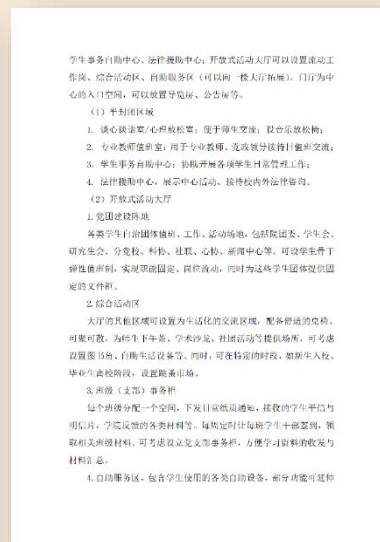 学生事务自助中心、法律援助中心；开放式活动大厅可以设置流动工
作岗、综合活动区、自助服务区（可以向一楼大厅拓展）。门厅为中
心的入口空间，可以放置导览屏、公告屏等。
（1）半封闭区域
1. 谈心谈话室/心理放松室：便于师生交流；设音乐放松椅；
2. 专业教师值班室：用于专业教师、党政领导接待日值班交流；
3. 学生事务自助中心：协助开展各项学生日常管理工作；
4. 法律援助中心，展示中心活动、接待校内外法律咨询。
（2）开放式活动大厅
1.党团建设阵地
各类学生自治团体值班、工作、活动场地，包括院团委、学生会、
研究生会、分党校、科协、社联、心协、新闻中心等。可设学生骨干
弹性值班制，实现职能固定、岗位流动，同时为这些学生团体提供固
定的文件柜。
2.综合活动区
大厅的其他区域可设置为生活化的交流区域，配备舒适的桌椅、
可聚可散，为师生下午茶、学术沙龙、社团活动等提供场所，可考虑
设置图书角、自助生活设备等。同时，可在特定的时段，如新生入校、
毕业生离校阶段，设置跳蚤市场。
3.班级（支部）事务柜
每个班级分配一个空间，下发日常纸质通知，接收的学生平信与
明信片，学院反馈的各类材料等。每周定时让每班学生干部签到，领
取相关班级材料。可考虑设立党支部事务柜，方便学习资料的收发与
材料汇总。
4.自助服务区，包含学生使用的各类自助设备，部分功能可延伸